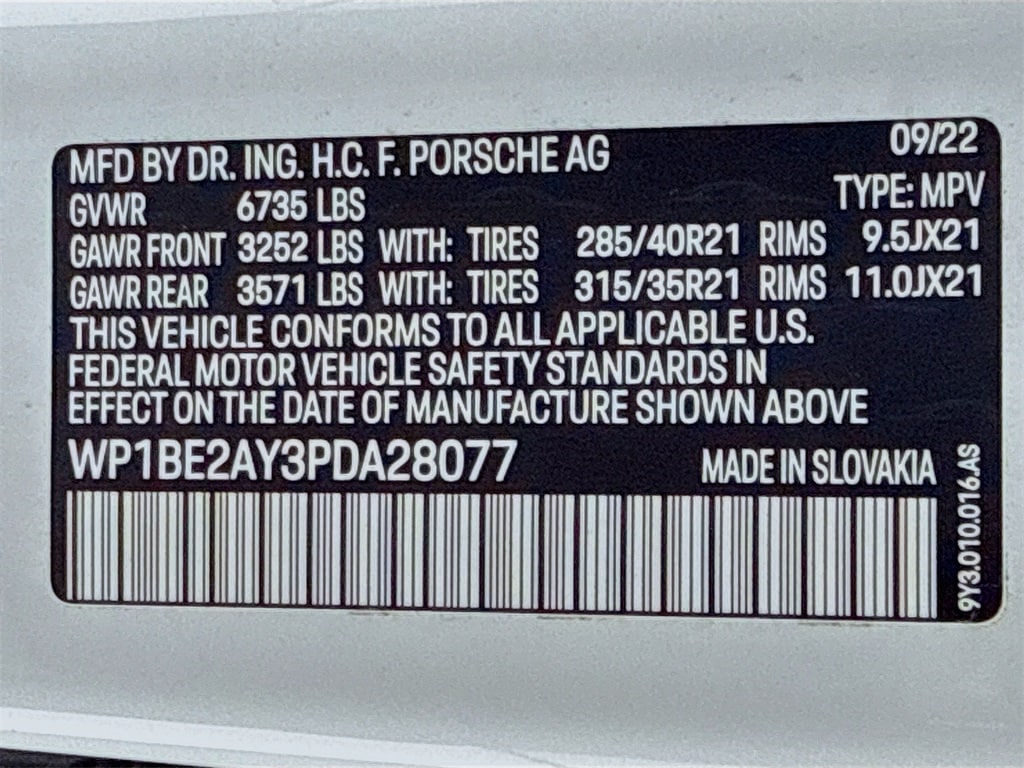 MFD BY DR. ING. H.C. F. PORSCHE AG 09/22
GVWR 6735 LBS TYPE: MPV
GAWR FRONT 3252 LBS WITH: TIRES 285/40R21 RIMS 9.5JX21
GAWR REAR 3571 LBS WITH: TIRES 315/35R21 RIMS 11.0JX21
THIS VEHICLE CONFORMS TO ALL APPLICABLE U.S.
FEDERAL MOTOR VEHICLE SAFETY STANDARDS IN
EFFECT ON THE DATE OF MANUFACTURE SHOWN ABOVE
WP1BE2AY3PDA28077 MADE IN SLOVAKIA
9Y3.010.016.AS